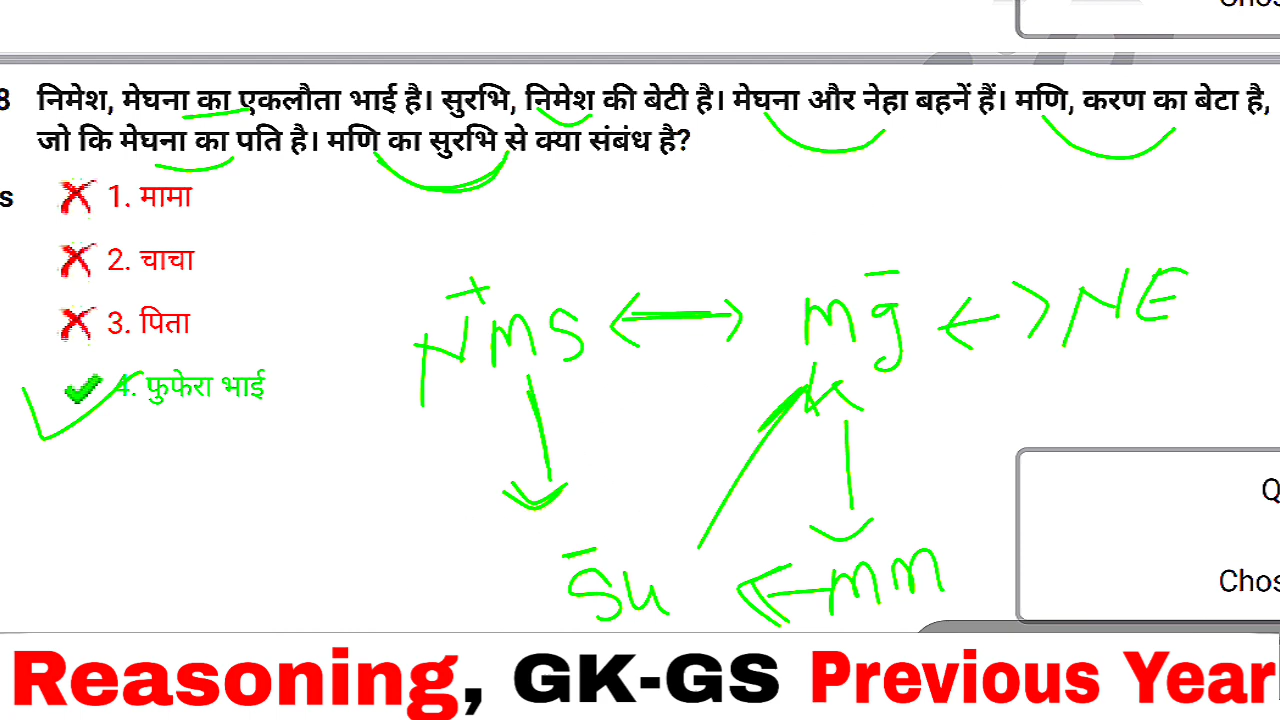 Chos
8 निमेश, मेघना का एकलौता भाई है। सुरभि, निमेश की बेटी है। मेघना और नेहा बहनें हैं। मणि, करण का बेटा है,
जो कि मेघना का पति है। मणि का सुरभि से क्या संबंध है?
s
1. मामा
2. चाचा
3. पिता
4. फुफेरा भाई
+ –
Nms ↔ mg ↔ NE
k
–
Su ← mm
Q
Chos
Reasoning, GK-GS Previous Year